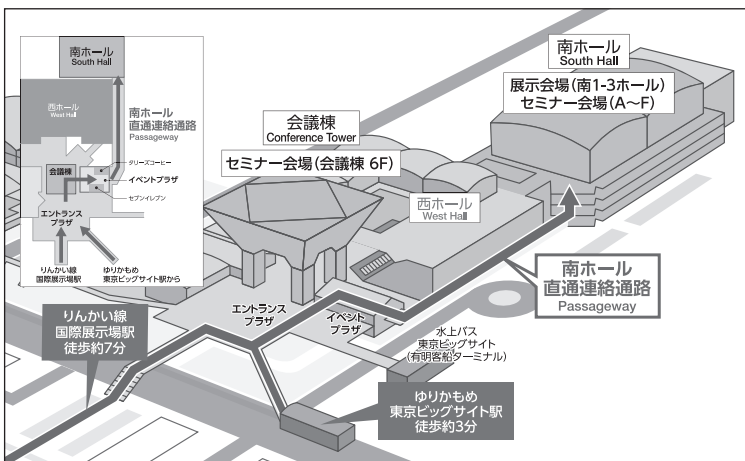 南ホール
South Hall
西ホール
West Hall
南ホール
直通連絡通路
Passageway
会議棟
タリーズコーヒー
イベントプラザ
セブンイレブン
エントランス
プラザ
りんかい線
国際展示場駅
ゆりかもめ
東京ビッグサイト駅から
南ホール
South Hall
展示会場(南1-3ホール)
セミナー会場(A〜F)
会議棟
Conference Tower
セミナー会場(会議棟 6F)
西ホール
West Hall
南ホール
直通連絡通路
Passageway
エントランス
プラザ
イベント
プラザ
水上バス
東京ビッグサイト
(有明客船ターミナル)
りんかい線
国際展示場駅
徒歩約7分
ゆりかもめ
東京ビッグサイト駅
徒歩約3分